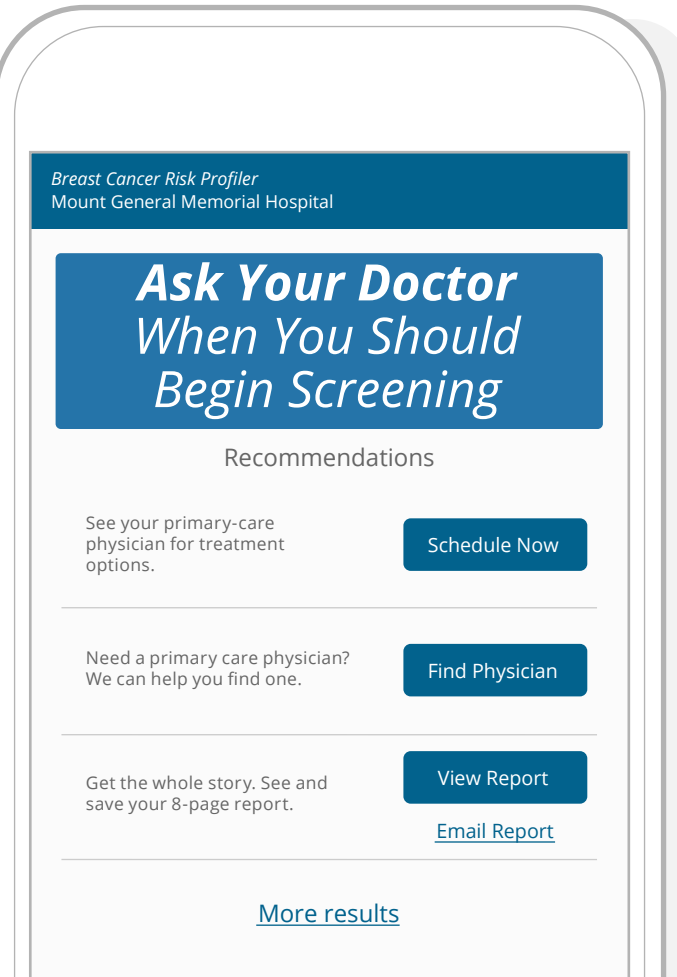 Breast Cancer Risk Profiler
Mount General Memorial Hospital
Ask Your Doctor
When You Should
Begin Screening
Recommendations
See your primary-care
physician for treatment
options.
Schedule Now
Need a primary care physician?
We can help you find one.
Find Physician
Get the whole story. See and
save your 8-page report.
View Report
Email Report
More results